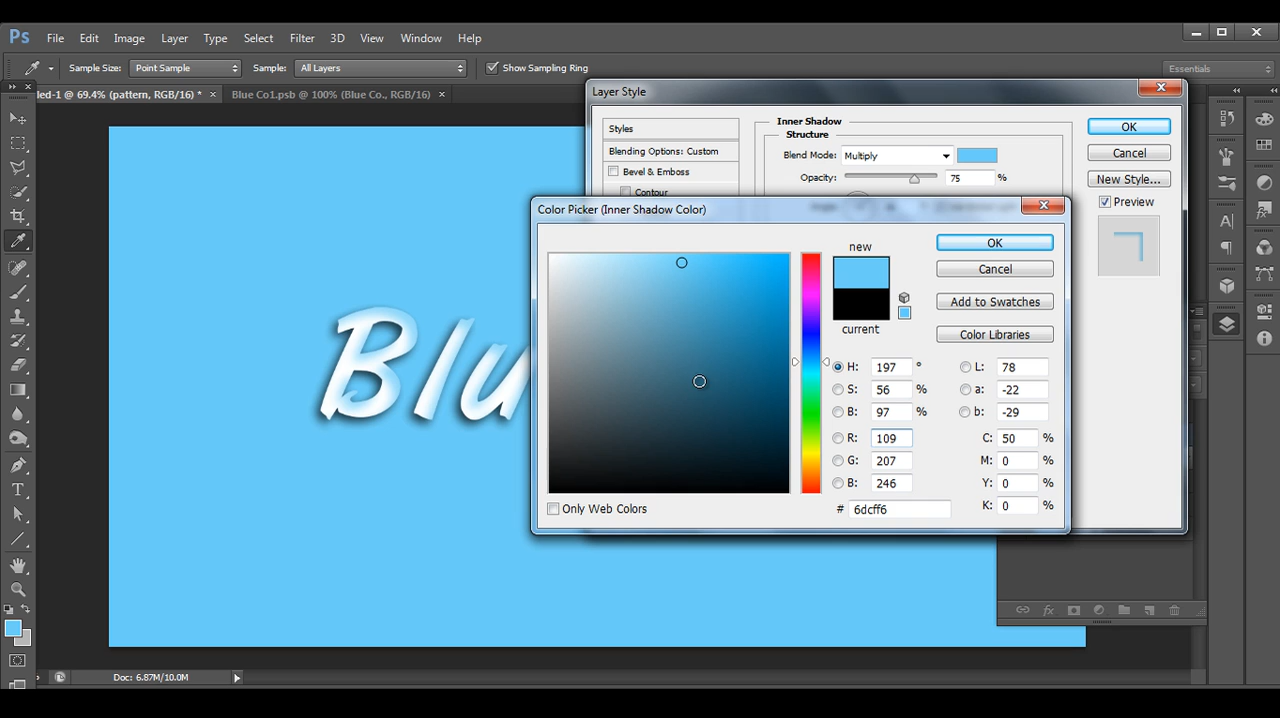 Ps File Edit Image Layer Type Select Filter 3D View Window Help
Sample Size: Point Sample Sample: All Layers Show Sampling Ring Essentials
ed-1 @ 69.4% (pattern, RGB/16) * × Blue Co1.psb @ 100% (Blue Co., RGB/16) ×
Layer Style
Styles
Blending Options: Custom
Bevel & Emboss
Contour
Inner Shadow
Structure
Blend Mode: Multiply
Opacity: 75 %
OK
Cancel
New Style...
Preview
Color Picker (Inner Shadow Color)
new
current
OK
Cancel
Add to Swatches
Color Libraries
H: 197 °
S: 56 %
B: 97 %
R: 109
G: 207
B: 246
L: 78
a: -22
b: -29
C: 50 %
M: 0 %
Y: 0 %
K: 0 %
# 6dcff6
Only Web Colors
Blu
Doc: 6.87M/10.0M